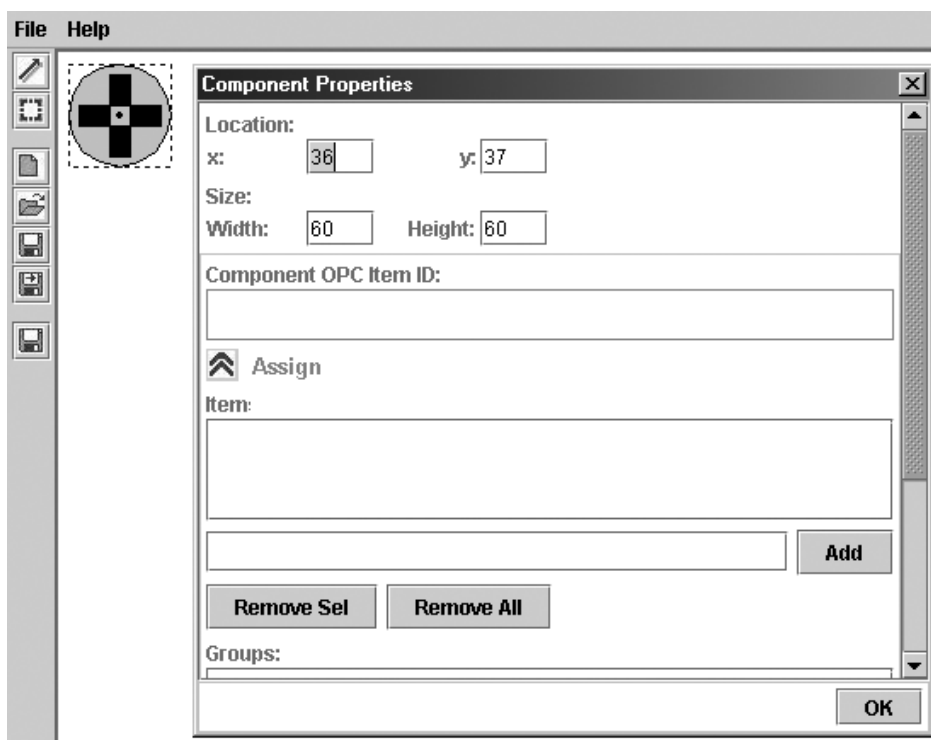 File Help
Component Properties
Location:
x: 36 y: 37
Size:
Width: 60 Height: 60
Component OPC Item ID:
Assign
Item:
Add
Remove Sel Remove All
Groups:
OK